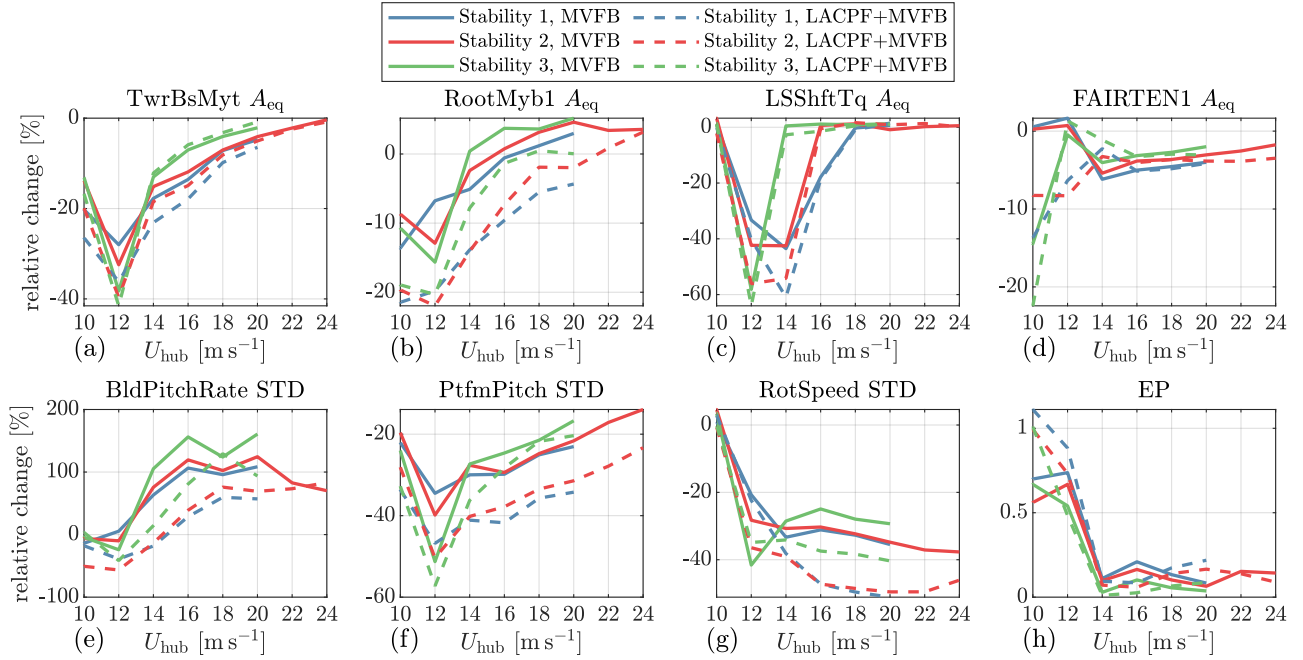 Stability 1, MVFB Stability 1, LACPF+MVFB
Stability 2, MVFB Stability 2, LACPF+MVFB
Stability 3, MVFB Stability 3, LACPF+MVFB
TwrBsMyt A_eq RootMyb1 A_eq LSShftTq A_eq FAIRTEN1 A_eq
relative change [%]
0
-20
-40
10 12 14 16 18 20 22 24
(a) U_hub [m s⁻¹]
0
-10
-20
10 12 14 16 18 20 22 24
(b) U_hub [m s⁻¹]
0
-20
-40
-60
10 12 14 16 18 20 22 24
(c) U_hub [m s⁻¹]
0
-5
-10
-15
-20
10 12 14 16 18 20 22 24
(d) U_hub [m s⁻¹]
BldPitchRate STD PtfmPitch STD RotSpeed STD EP
relative change [%]
200
100
0
-100
10 12 14 16 18 20 22 24
(e) U_hub [m s⁻¹]
-20
-40
-60
10 12 14 16 18 20 22 24
(f) U_hub [m s⁻¹]
0
-20
-40
10 12 14 16 18 20 22 24
(g) U_hub [m s⁻¹]
1
0.5
0
10 12 14 16 18 20 22 24
(h) U_hub [m s⁻¹]